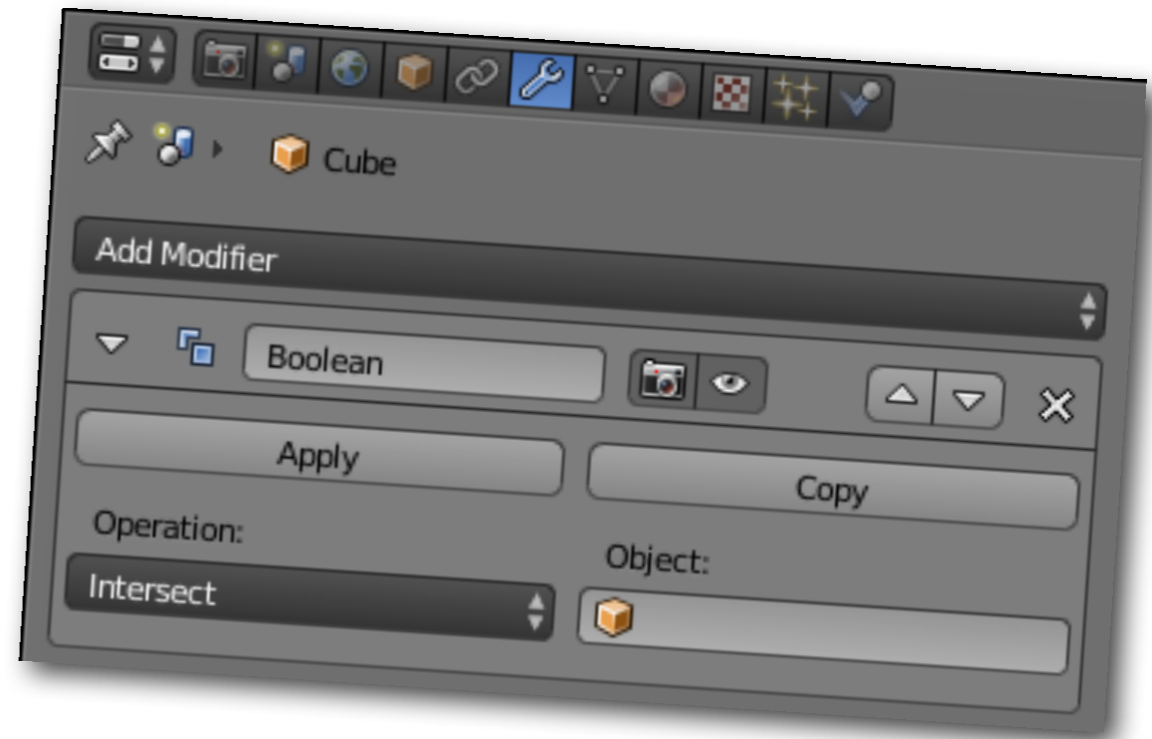 Cube
Add Modifier
Boolean
Apply
Copy
Operation:
Object:
Intersect